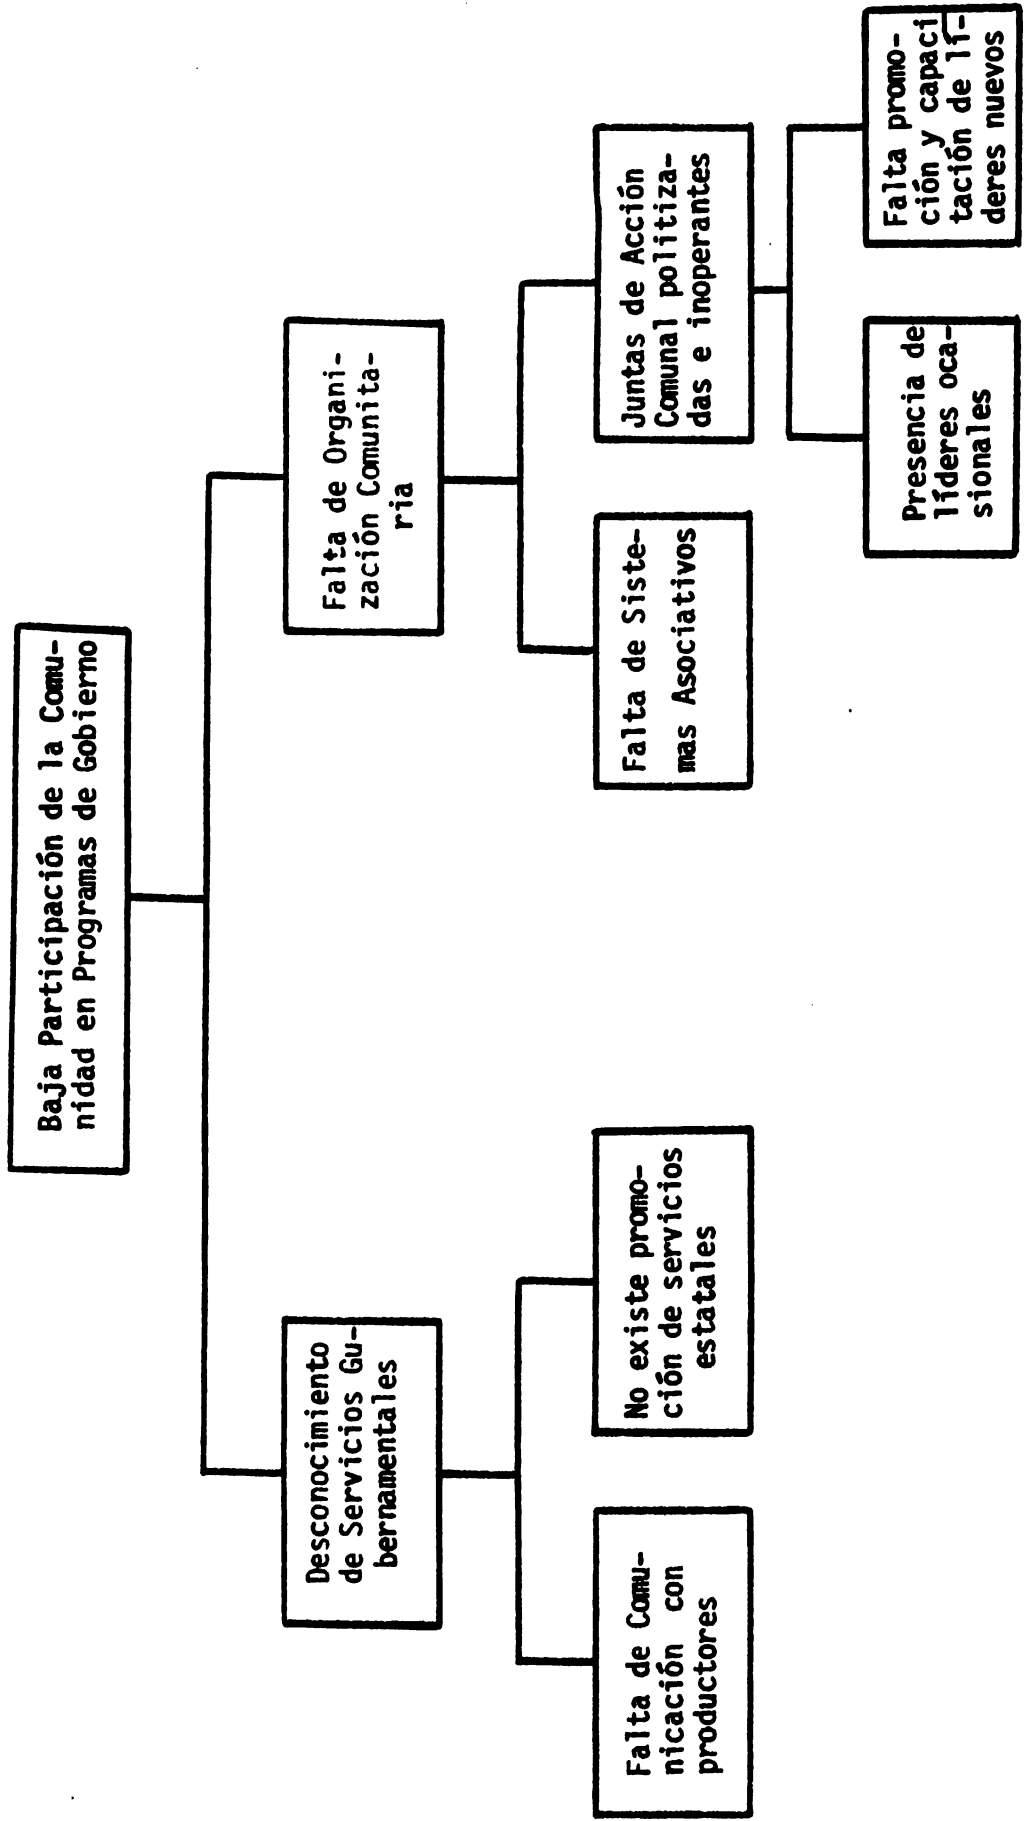 Baja Participación de la Comu-
nidad en Programas de Gobierno
Desconocimiento
de Servicios Gu-
bernamentales
Falta de Organi-
zación Comunita-
ria
Falta de Comu-
nicación con
productores
No existe promo-
ción de servicios
estatales
Falta de Siste-
mas Asociativos
Juntas de Acción
Comunal politiza-
das e inoperantes
Presencia de
líderes oca-
sionales
Falta promo-
ción y capaci
tación de lí-
deres nuevos